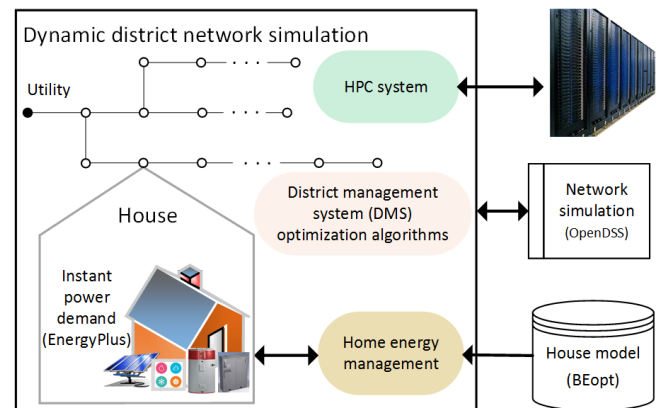 Dynamic district network simulation
Utility
HPC system
District management
system (DMS)
optimization algorithms
Network
simulation
(OpenDSS)
House
Instant
power
demand
(EnergyPlus)
Home energy
management
House model
(BEopt)